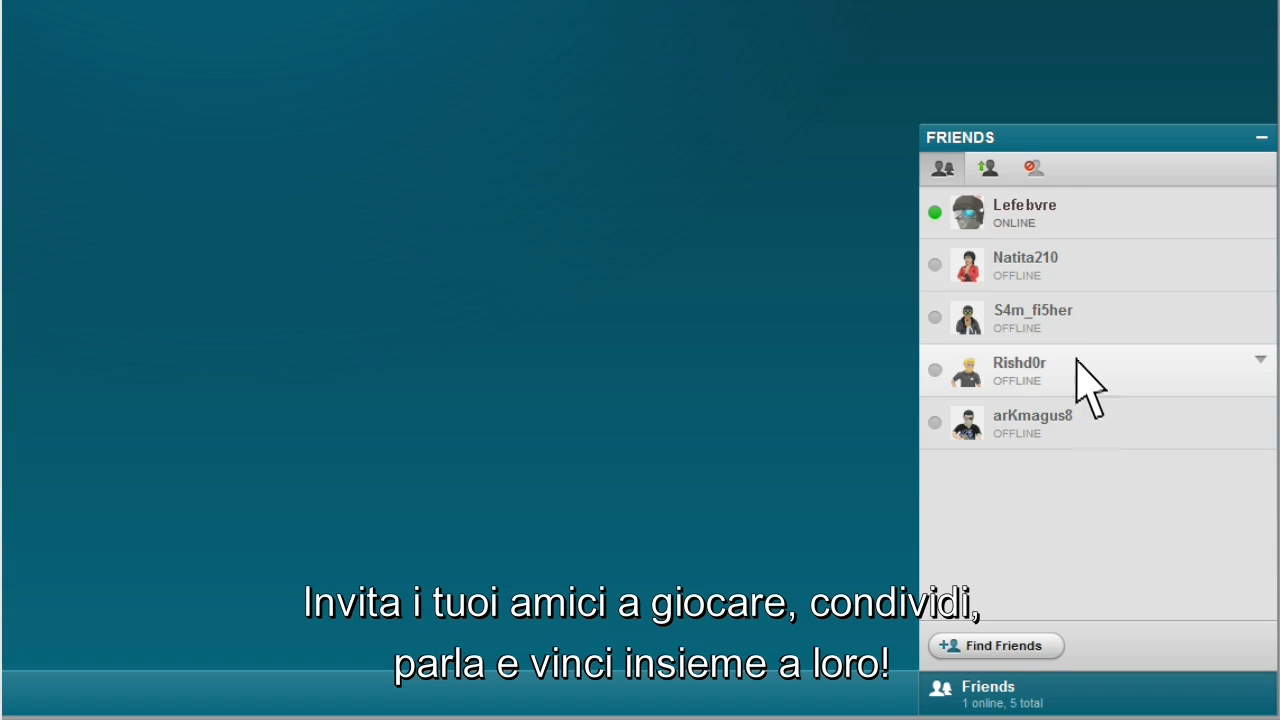 FRIENDS
Lefebvre
ONLINE
Natita210
OFFLINE
S4m_fi5her
OFFLINE
Rishd0r
OFFLINE
arKmagus8
OFFLINE
Invita i tuoi amici a giocare, condividi,
parla e vinci insieme a loro!
Find Friends
Friends
1 online, 5 total